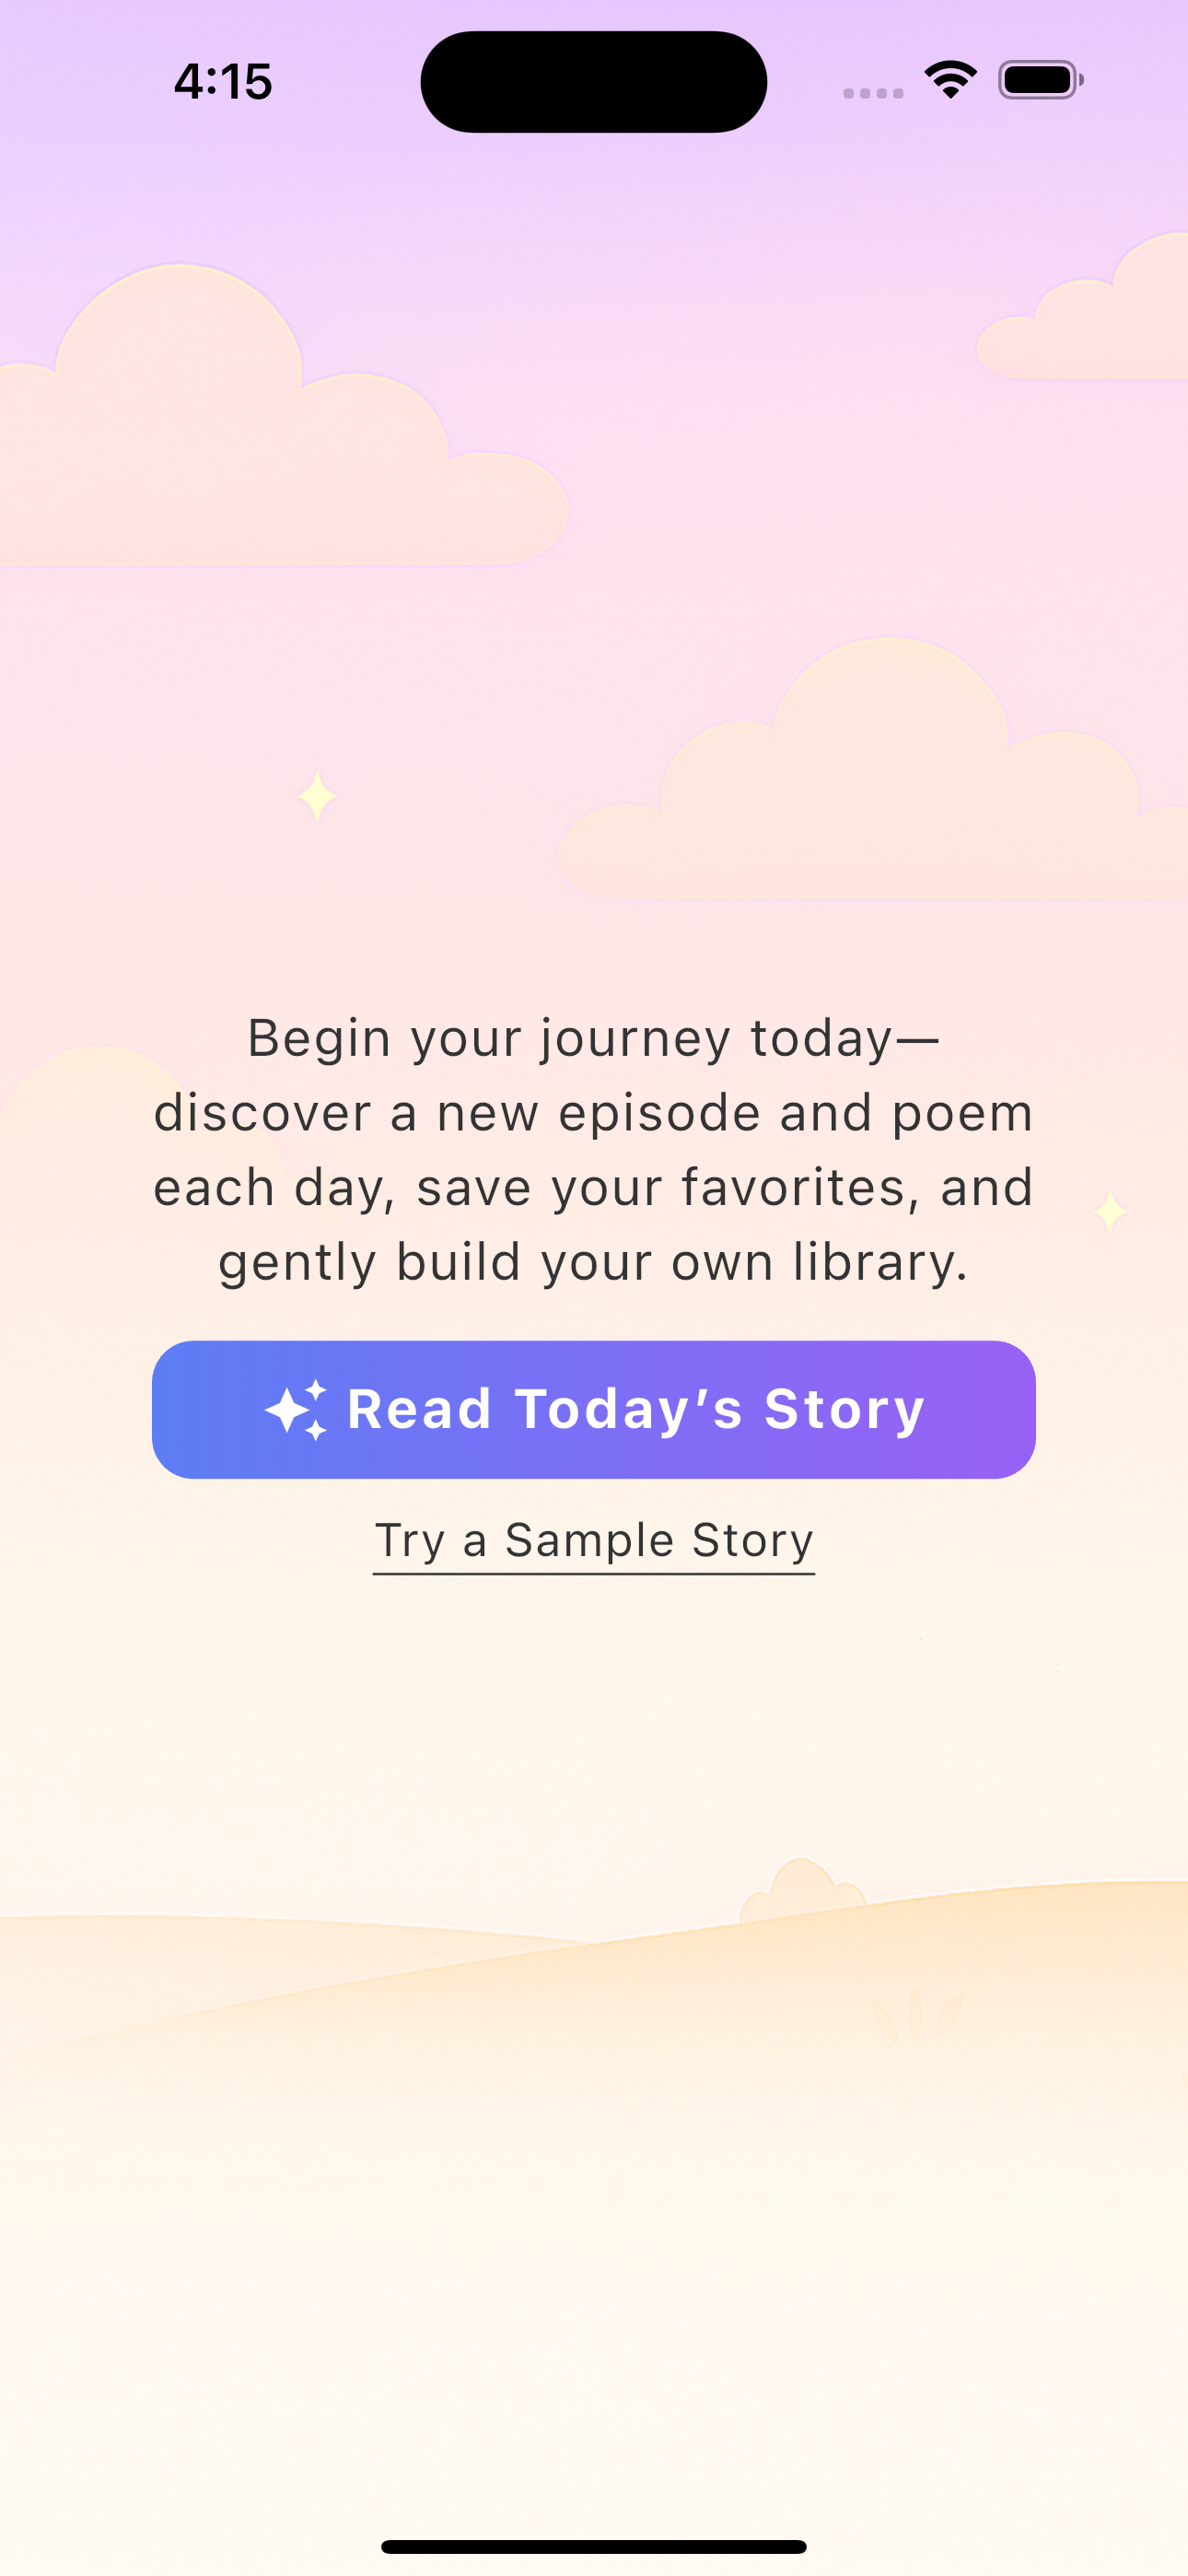 4:15
Begin your journey today—
discover a new episode and poem
each day, save your favorites, and
gently build your own library.
Read Today’s Story
Try a Sample Story